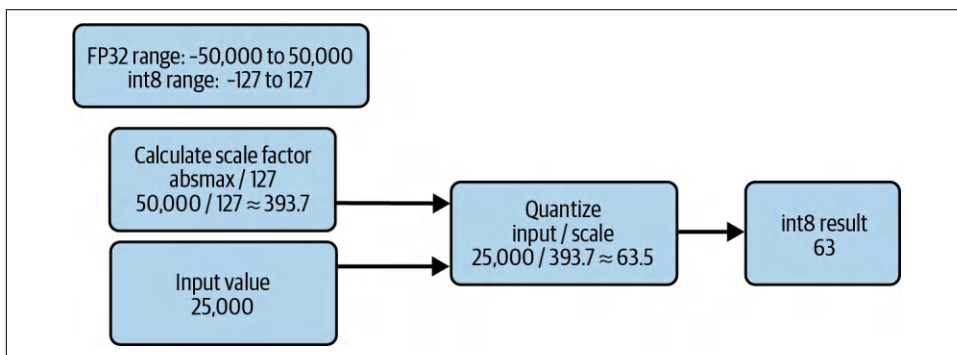 FP32 range: –50,000 to 50,000
int8 range: –127 to 127
Calculate scale factor
absmax / 127
50,000 / 127 ≈ 393.7
Input value
25,000
Quantize
input / scale
25,000 / 393.7 ≈ 63.5
int8 result
63